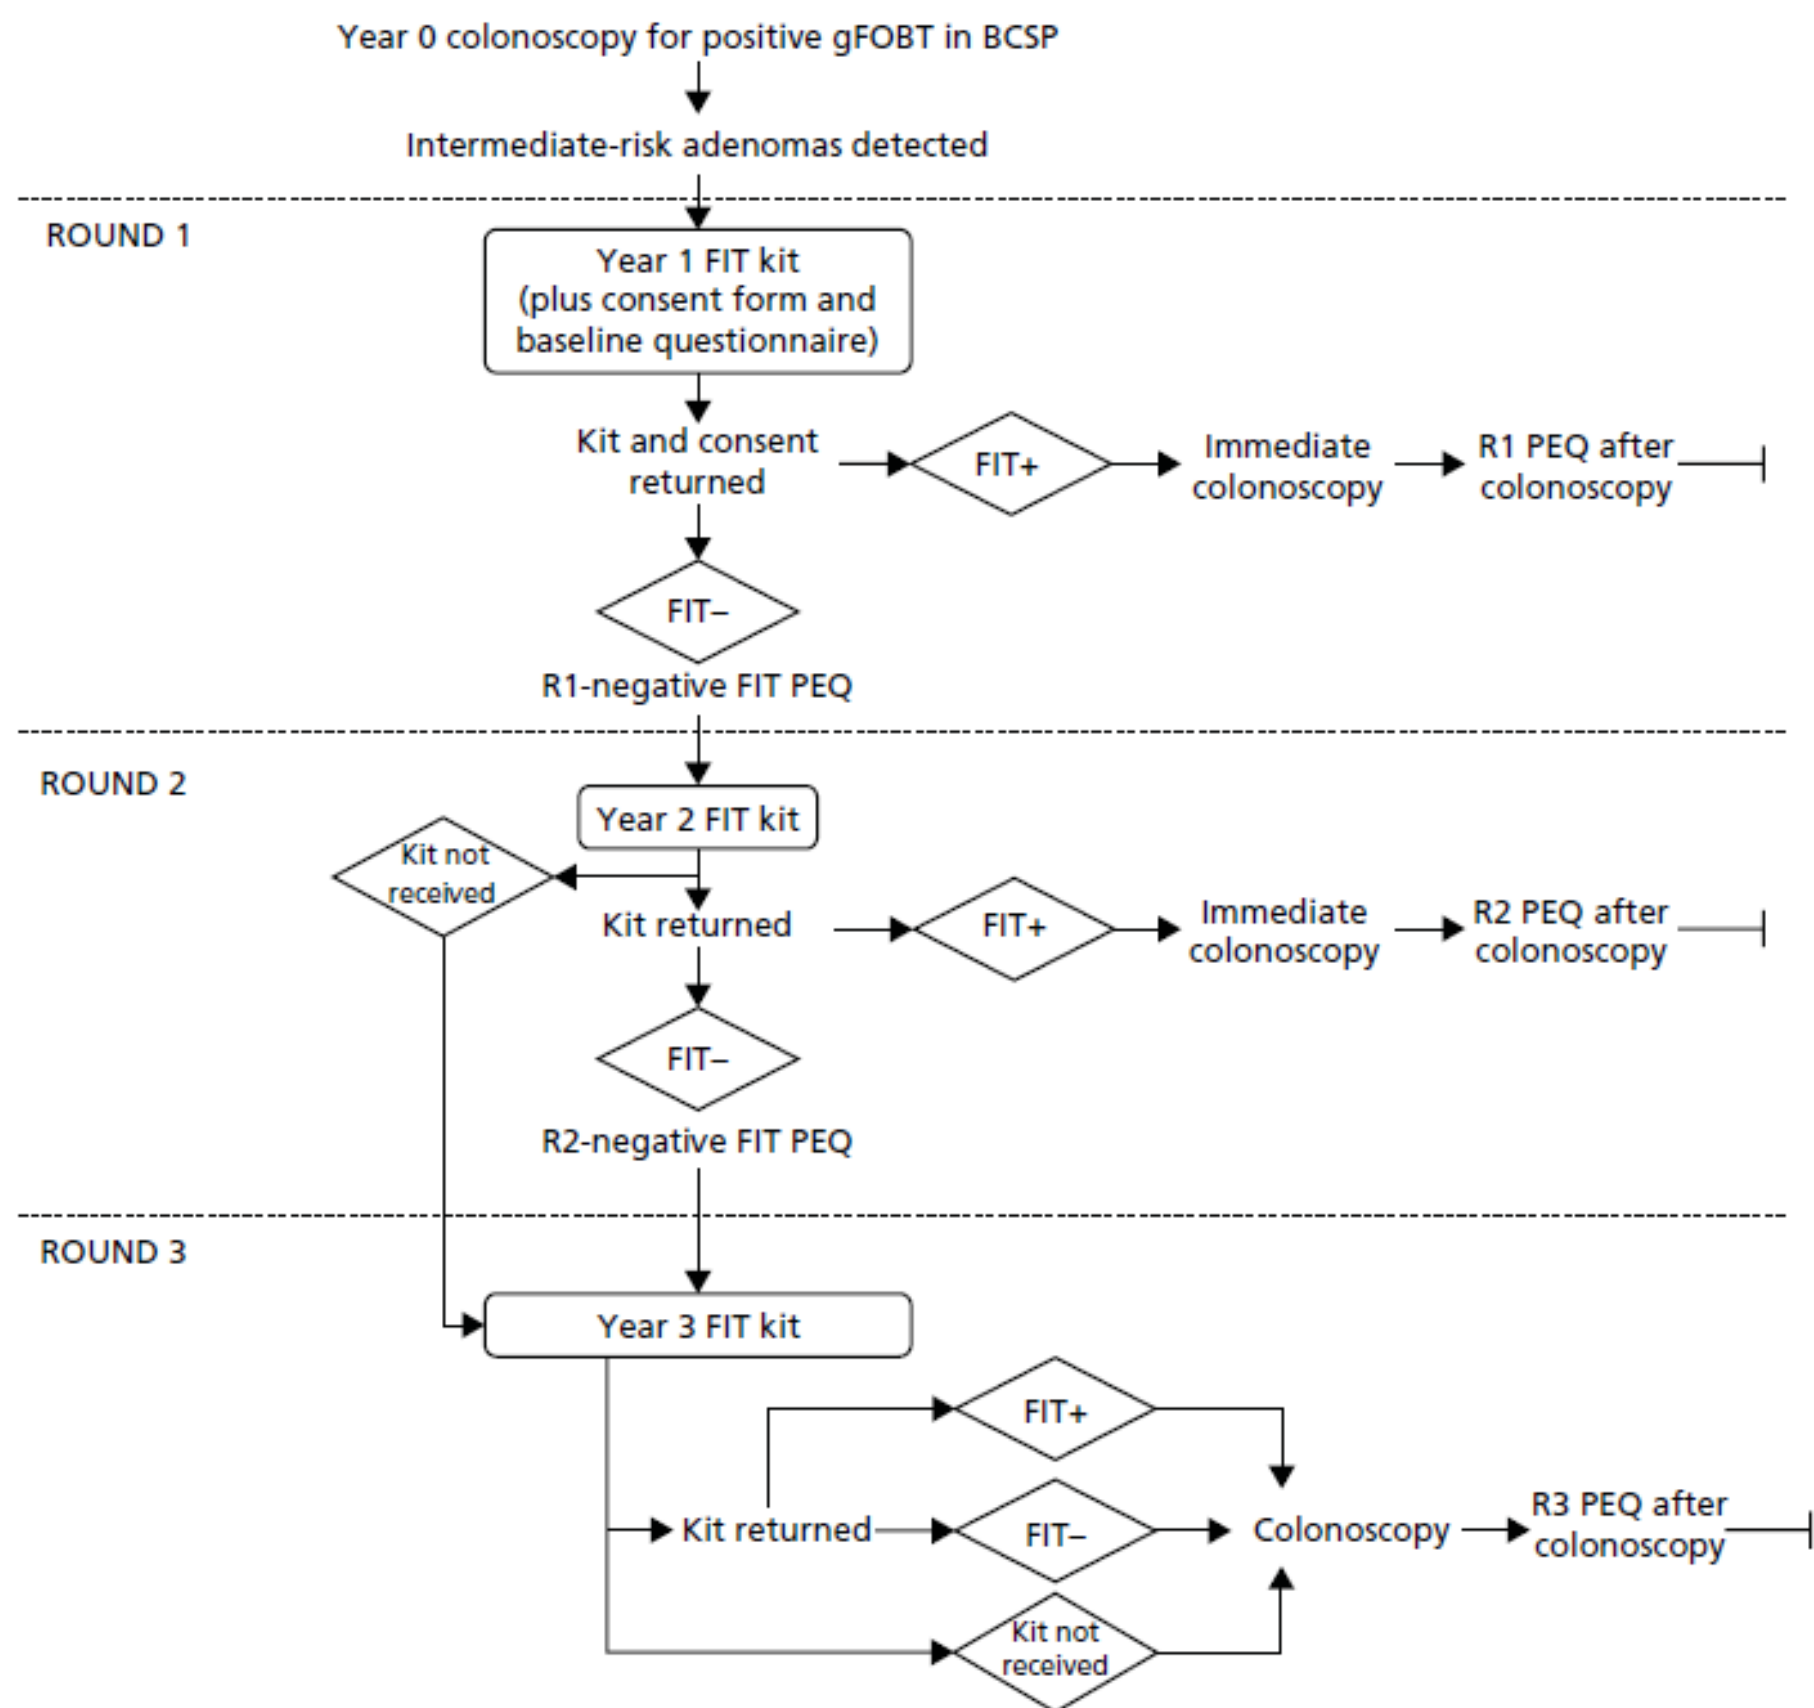 Year 0 colonoscopy for positive gFOBT in BCSP
Intermediate-risk adenomas detected
ROUND 1
Year 1 FIT kit
(plus consent form and
baseline questionnaire)
Kit and consent
returned
FIT+
Immediate
colonoscopy
R1 PEQ after
colonoscopy
FIT–
R1-negative FIT PEQ
ROUND 2
Year 2 FIT kit
Kit not
received
Kit returned
FIT+
Immediate
colonoscopy
R2 PEQ after
colonoscopy
FIT–
R2-negative FIT PEQ
ROUND 3
Year 3 FIT kit
FIT+
Kit returned
FIT–
Colonoscopy
R3 PEQ after
colonoscopy
Kit not
received